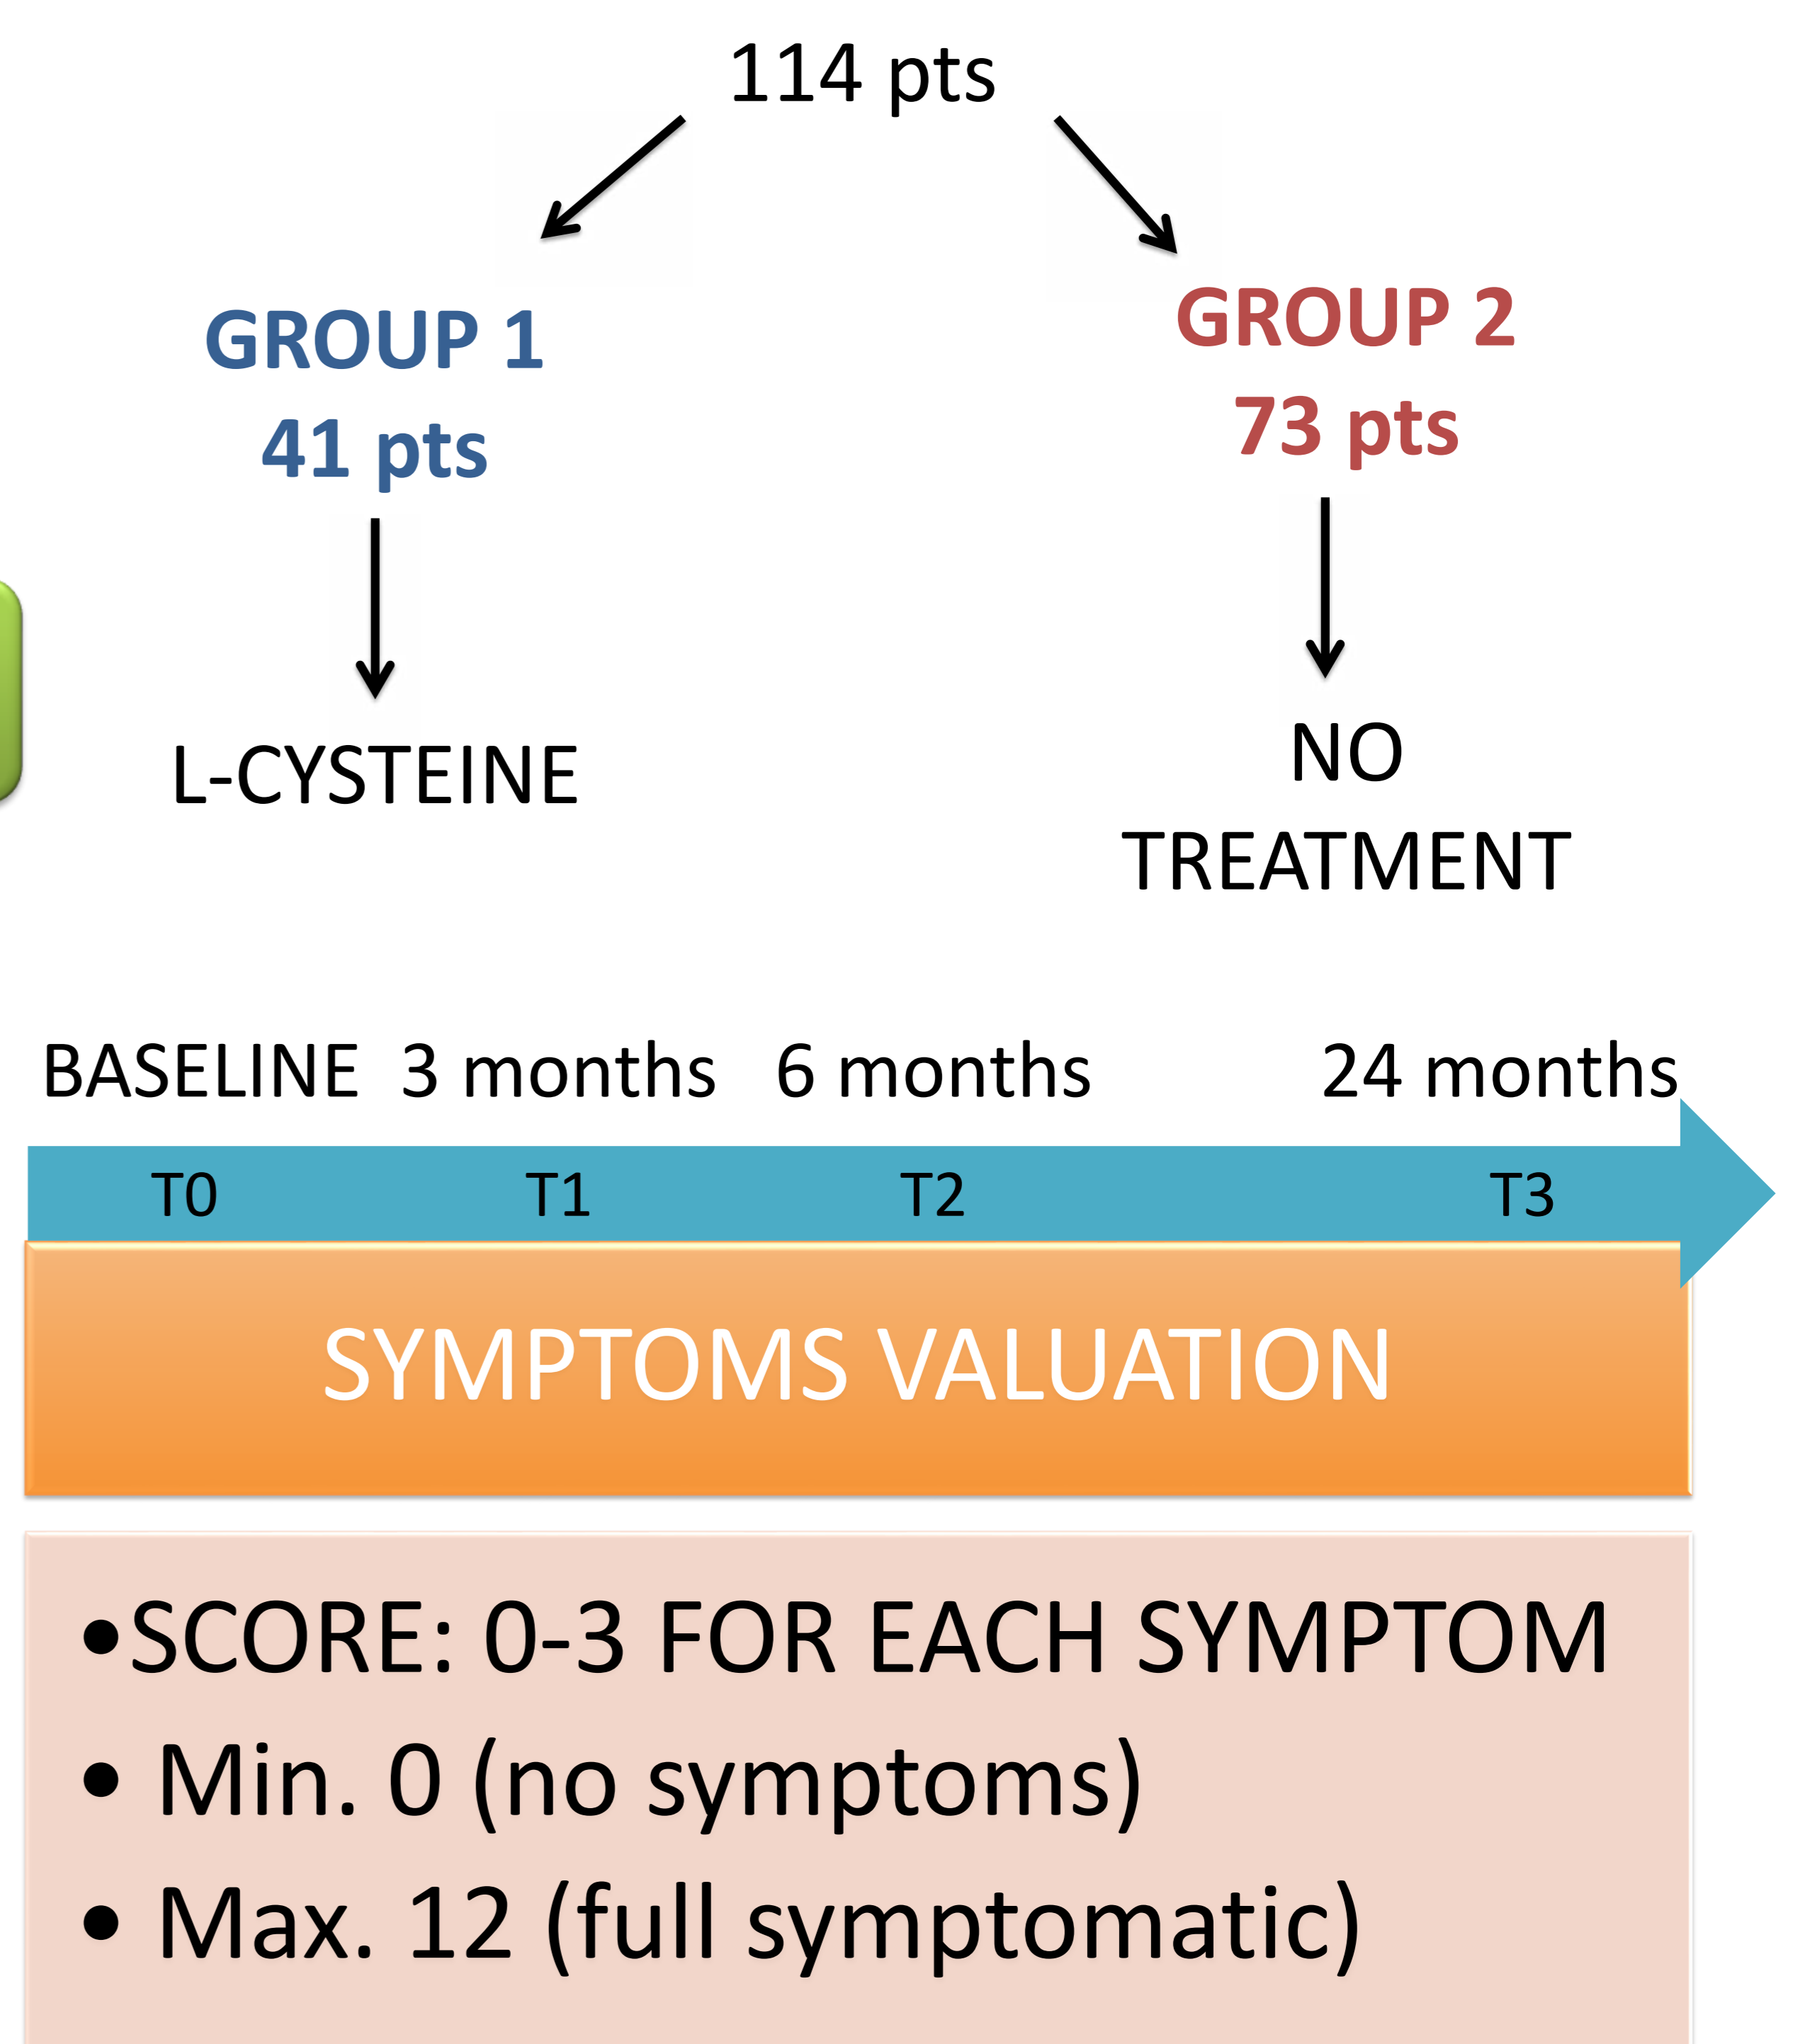 114 pts
GROUP 1
41 pts
L-CYSTEINE
GROUP 2
73 pts
NO
TREATMENT
BASELINE 3 months 6 months 24 months
T0 T1 T2 T3
SYMPTOMS VALUATION
•SCORE: 0-3 FOR EACH SYMPTOM
• Min. 0 (no symptoms)
• Max. 12 (full symptomatic)